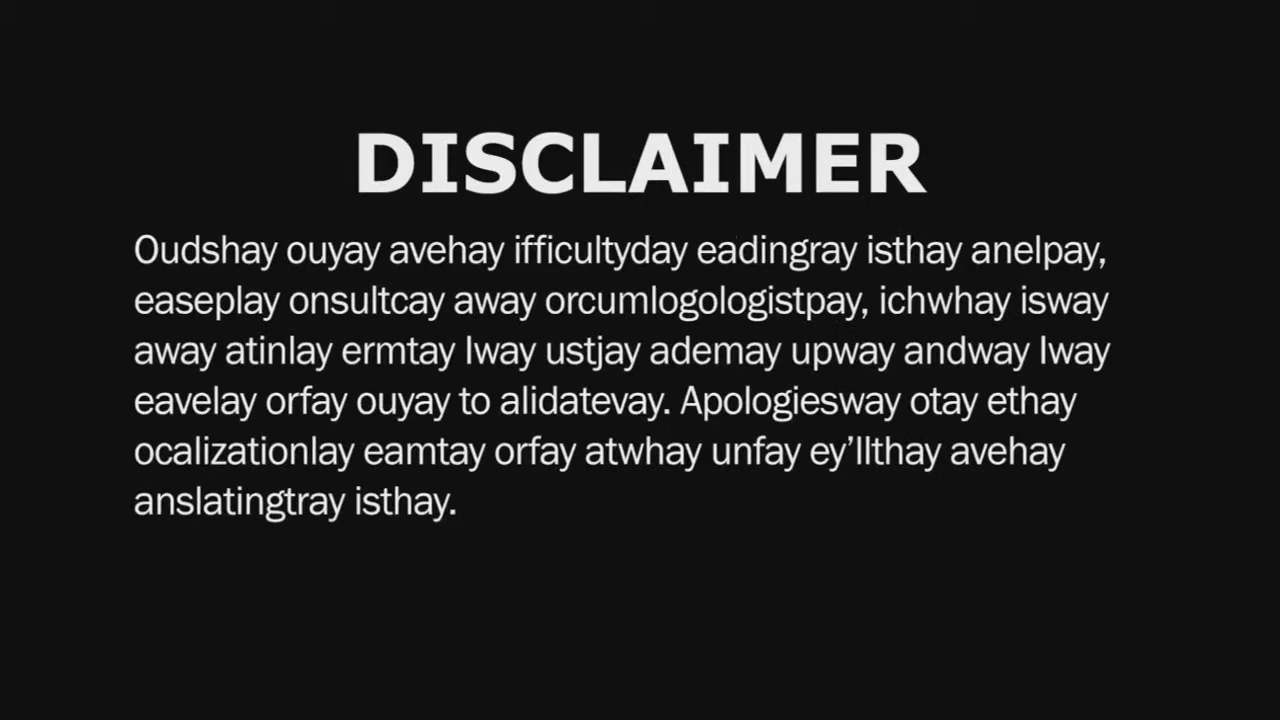 DISCLAIMER
Oudshay ouyay avehay ifficultyday eadingray isthay anelpay,
easeplay onsultcay away orcumlogologistpay, ichwhay isway
away atinlay ermtay Iway ustjay ademay upway andway Iway
eavelay orfay ouyay to alidatevay. Apologiesway otay ethay
ocalizationlay eamtay orfay atwhay unfay ey’llthay avehay
anslatingtray isthay.